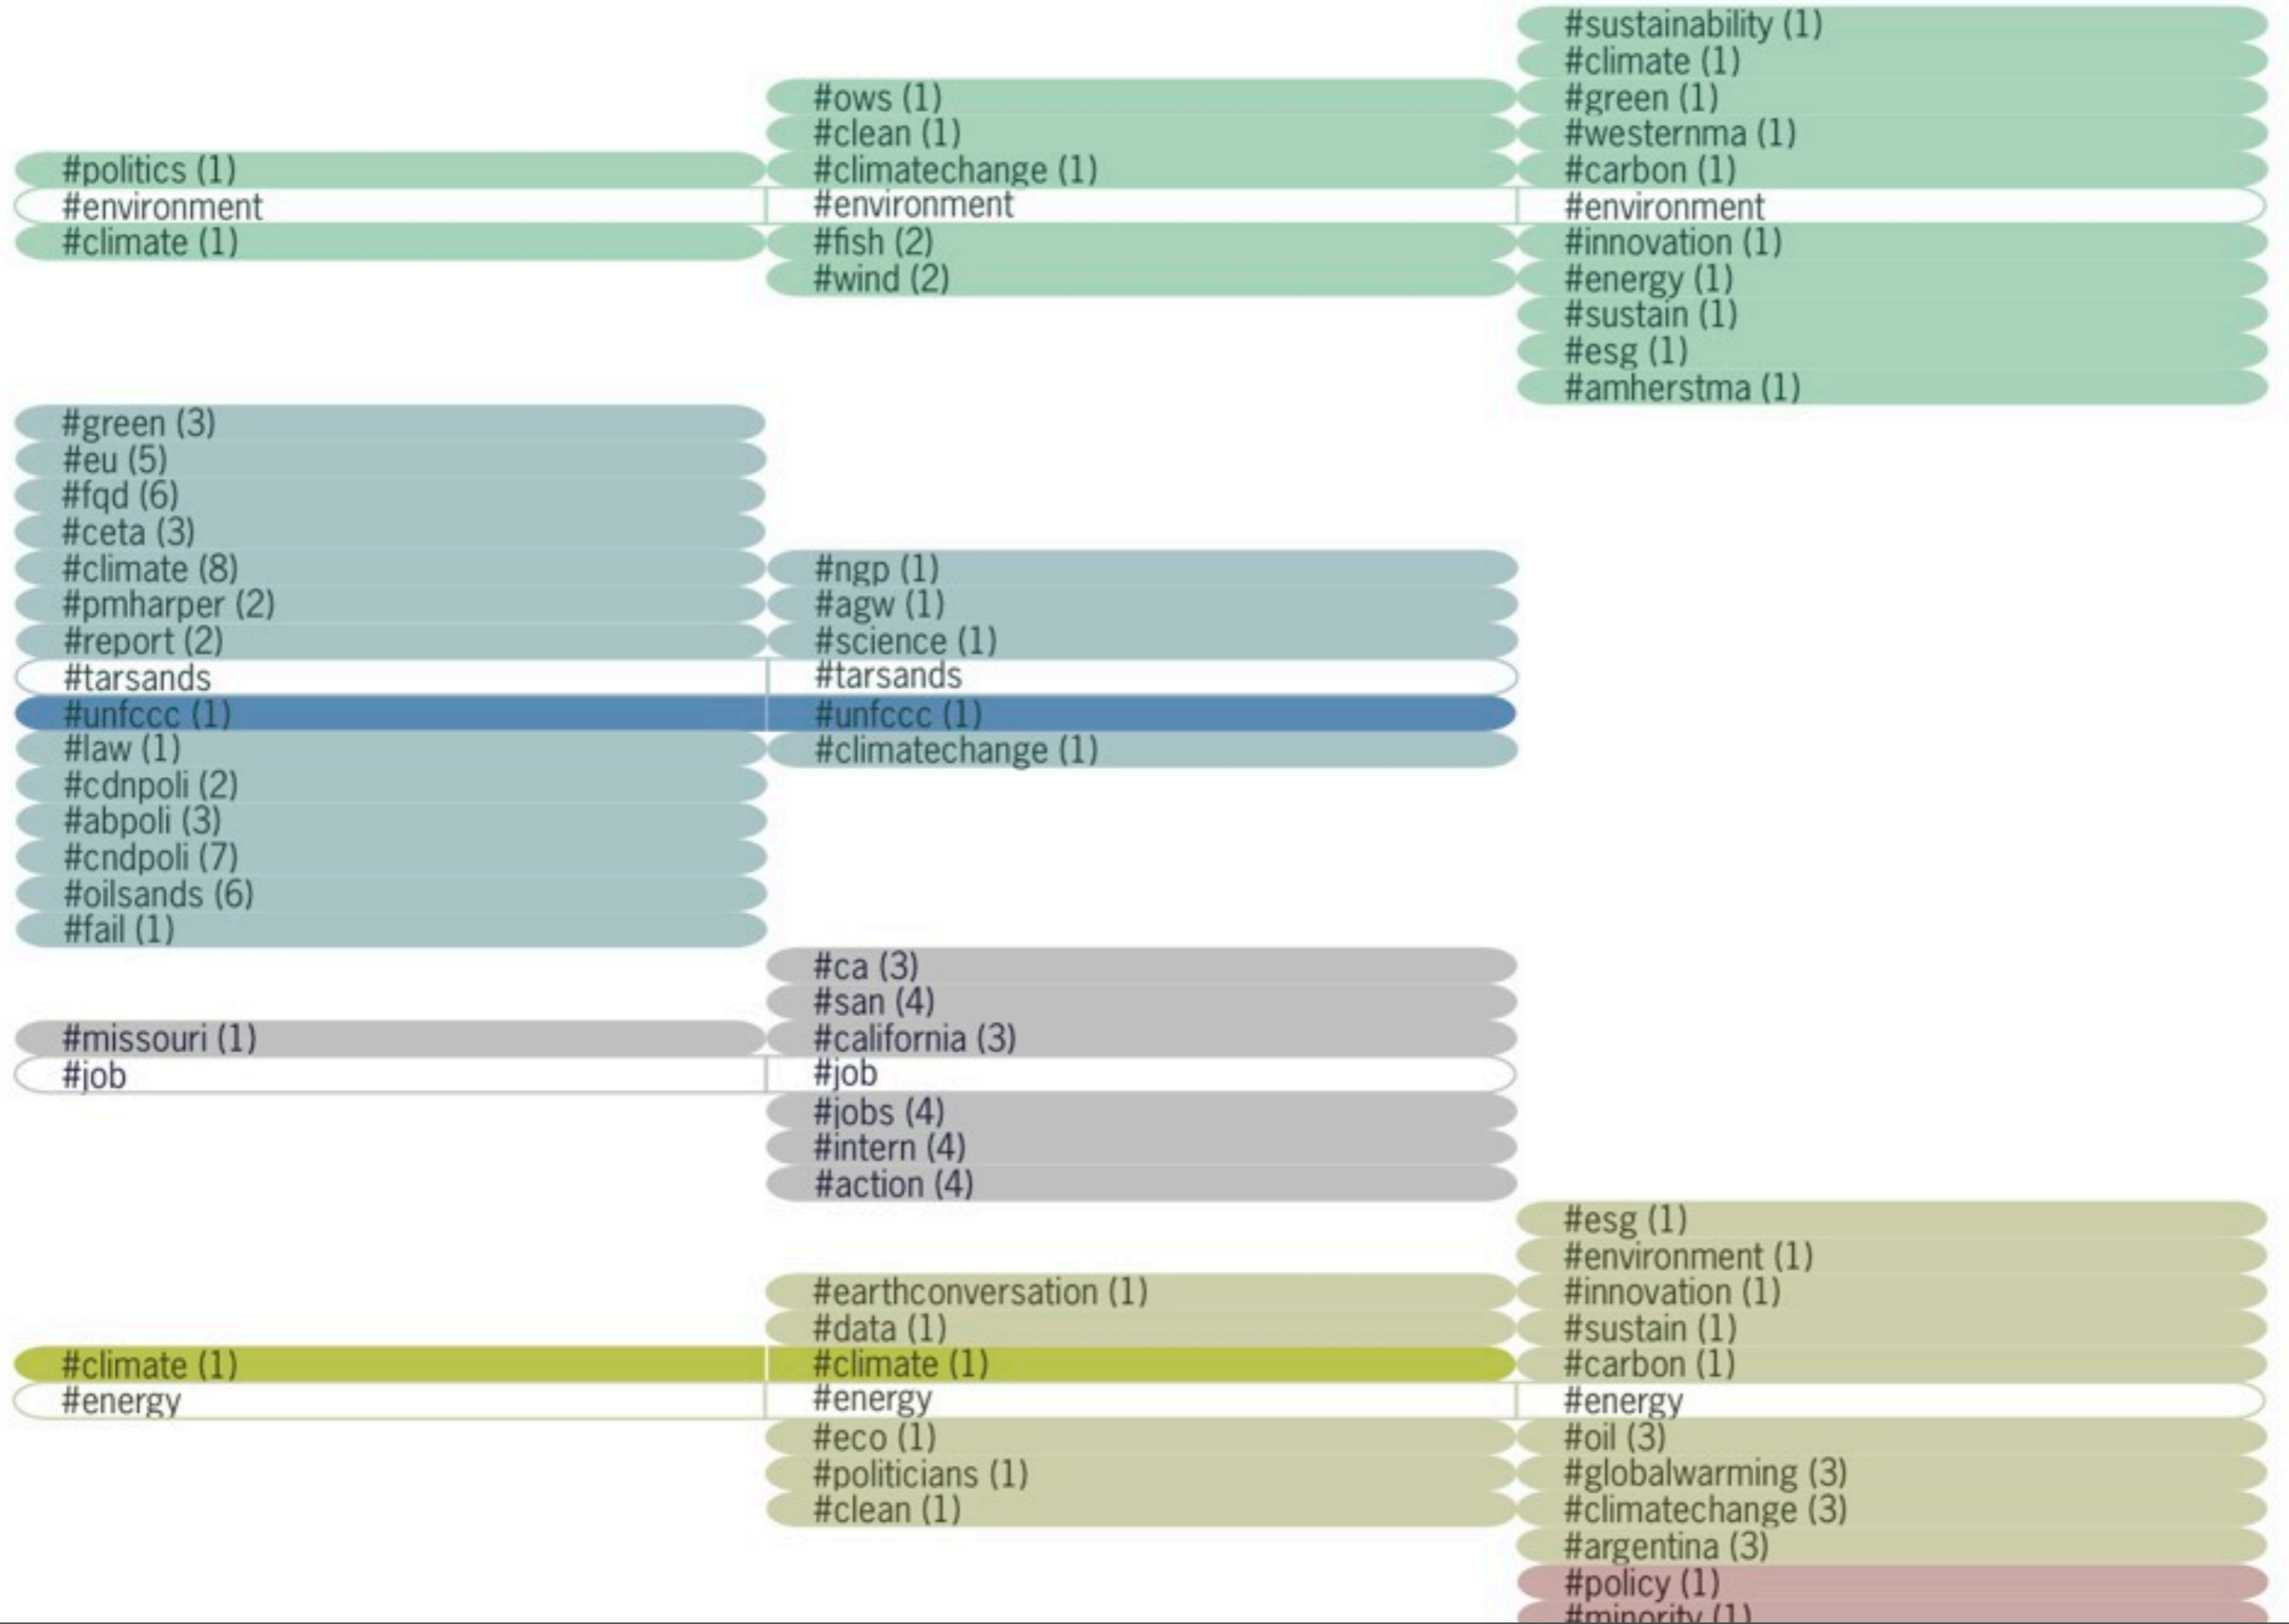 #sustainability (1)
#climate (1)
#ows (1) #green (1)
#clean (1) #westernma (1)
#politics (1) #climatechange (1) #carbon (1)
#environment #environment #environment
#climate (1) #fish (2) #innovation (1)
#wind (2) #energy (1)
#sustain (1)
#esg (1)
#amherstma (1)
#green (3)
#eu (5)
#fqd (6)
#ceta (3)
#climate (8) #ngp (1)
#pmharper (2) #agw (1)
#report (2) #science (1)
#tarsands #tarsands
#unfccc (1) #unfccc (1)
#law (1) #climatechange (1)
#cdnpoli (2)
#abpoli (3)
#cndpoli (7)
#oilsands (6)
#fail (1)
#ca (3)
#san (4)
#missouri (1) #california (3)
#job #job
#jobs (4)
#intern (4)
#action (4)
#esg (1)
#environment (1)
#earthconversation (1) #innovation (1)
#data (1) #sustain (1)
#climate (1) #climate (1) #carbon (1)
#energy #energy #energy
#eco (1) #oil (3)
#politicians (1) #globalwarming (3)
#clean (1) #climatechange (3)
#argentina (3)
#policy (1)
#minority (1)